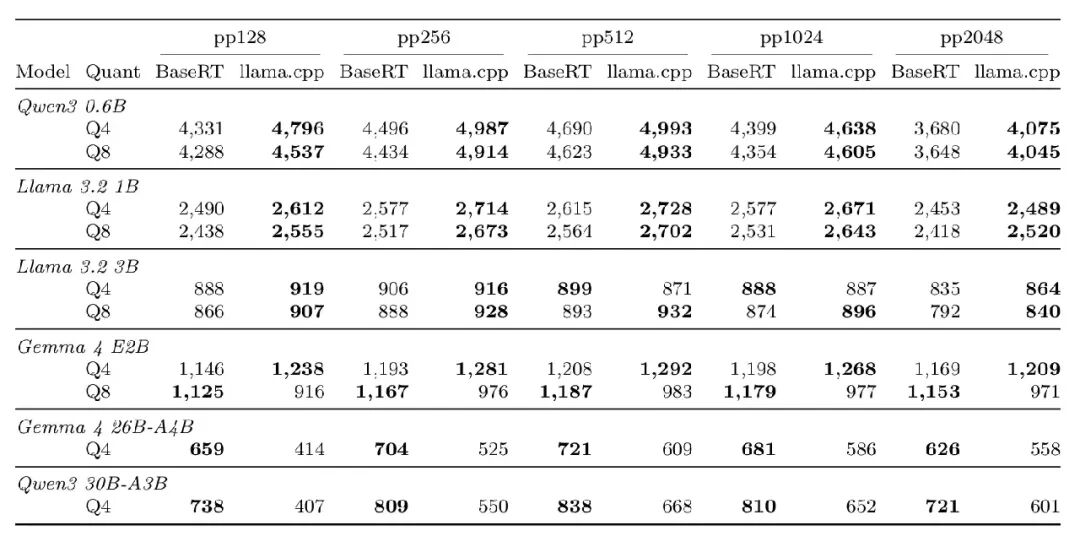 pp128 pp256 pp512 pp1024 pp2048
Model Quant BaseRT llama.cpp BaseRT llama.cpp BaseRT llama.cpp BaseRT llama.cpp BaseRT llama.cpp
Qwen3 0.6B
Q4 4,331 4,796 4,496 4,987 4,690 4,993 4,399 4,638 3,680 4,075
Q8 4,288 4,537 4,434 4,914 4,623 4,933 4,354 4,605 3,648 4,045
Llama 3.2 1B
Q4 2,490 2,612 2,577 2,714 2,615 2,728 2,577 2,671 2,453 2,489
Q8 2,438 2,555 2,517 2,673 2,564 2,702 2,531 2,643 2,418 2,520
Llama 3.2 3B
Q4 888 919 906 916 899 871 888 887 835 864
Q8 866 907 888 928 893 932 874 896 792 840
Gemma 4 E2B
Q4 1,146 1,238 1,193 1,281 1,208 1,292 1,198 1,268 1,169 1,209
Q8 1,125 916 1,167 976 1,187 983 1,179 977 1,153 971
Gemma 4 26B-A4B
Q4 659 414 704 525 721 609 681 586 626 558
Qwen3 30B-A3B
Q4 738 407 809 550 838 668 810 652 721 601